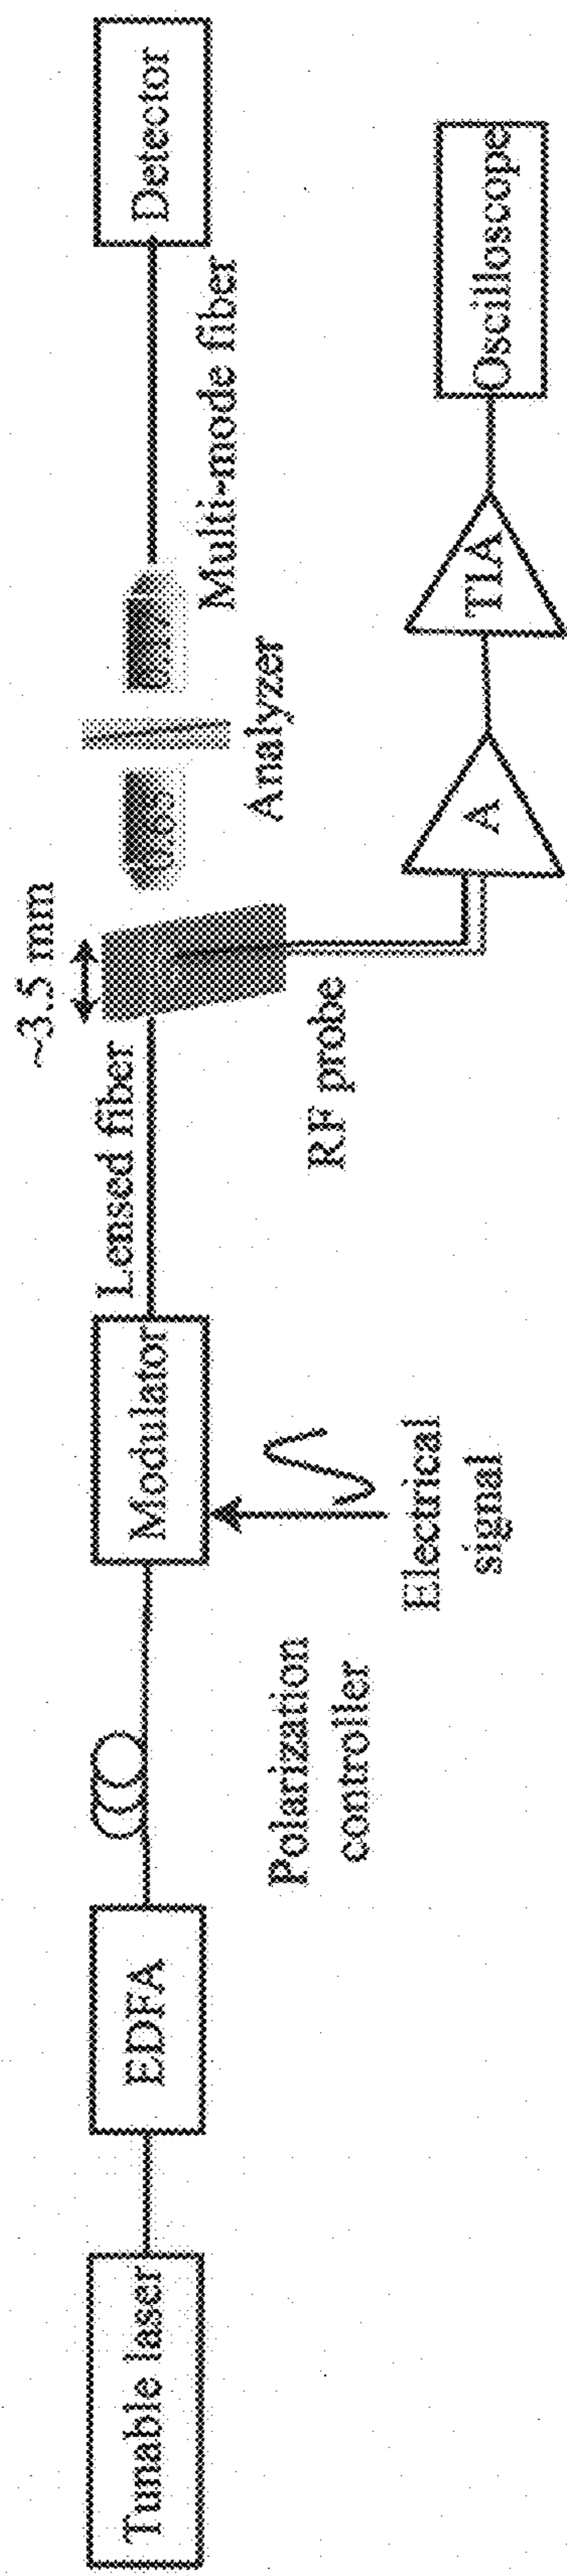 Tunable laser
EDFA
Polarization
controller
Modulator
Electrical
signal
Lensed fiber
~3.5 mm
RF probe
Analyzer
Multi-mode fiber
Detector
A
TIA
Oscilloscope